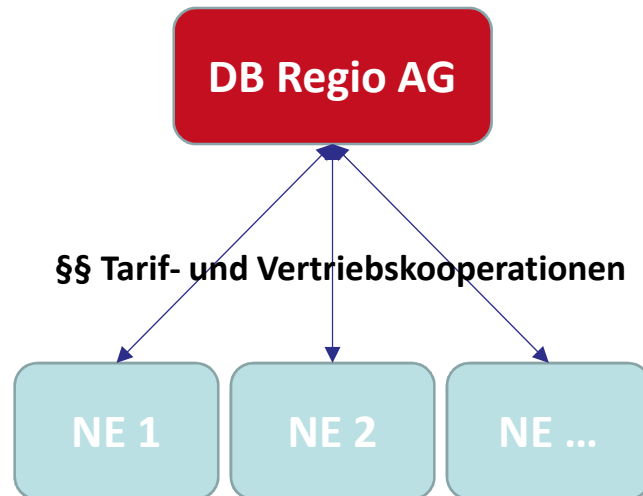 DB Regio AG
§§ Tarif- und Vertriebskooperationen
NE 1
NE 2
NE …